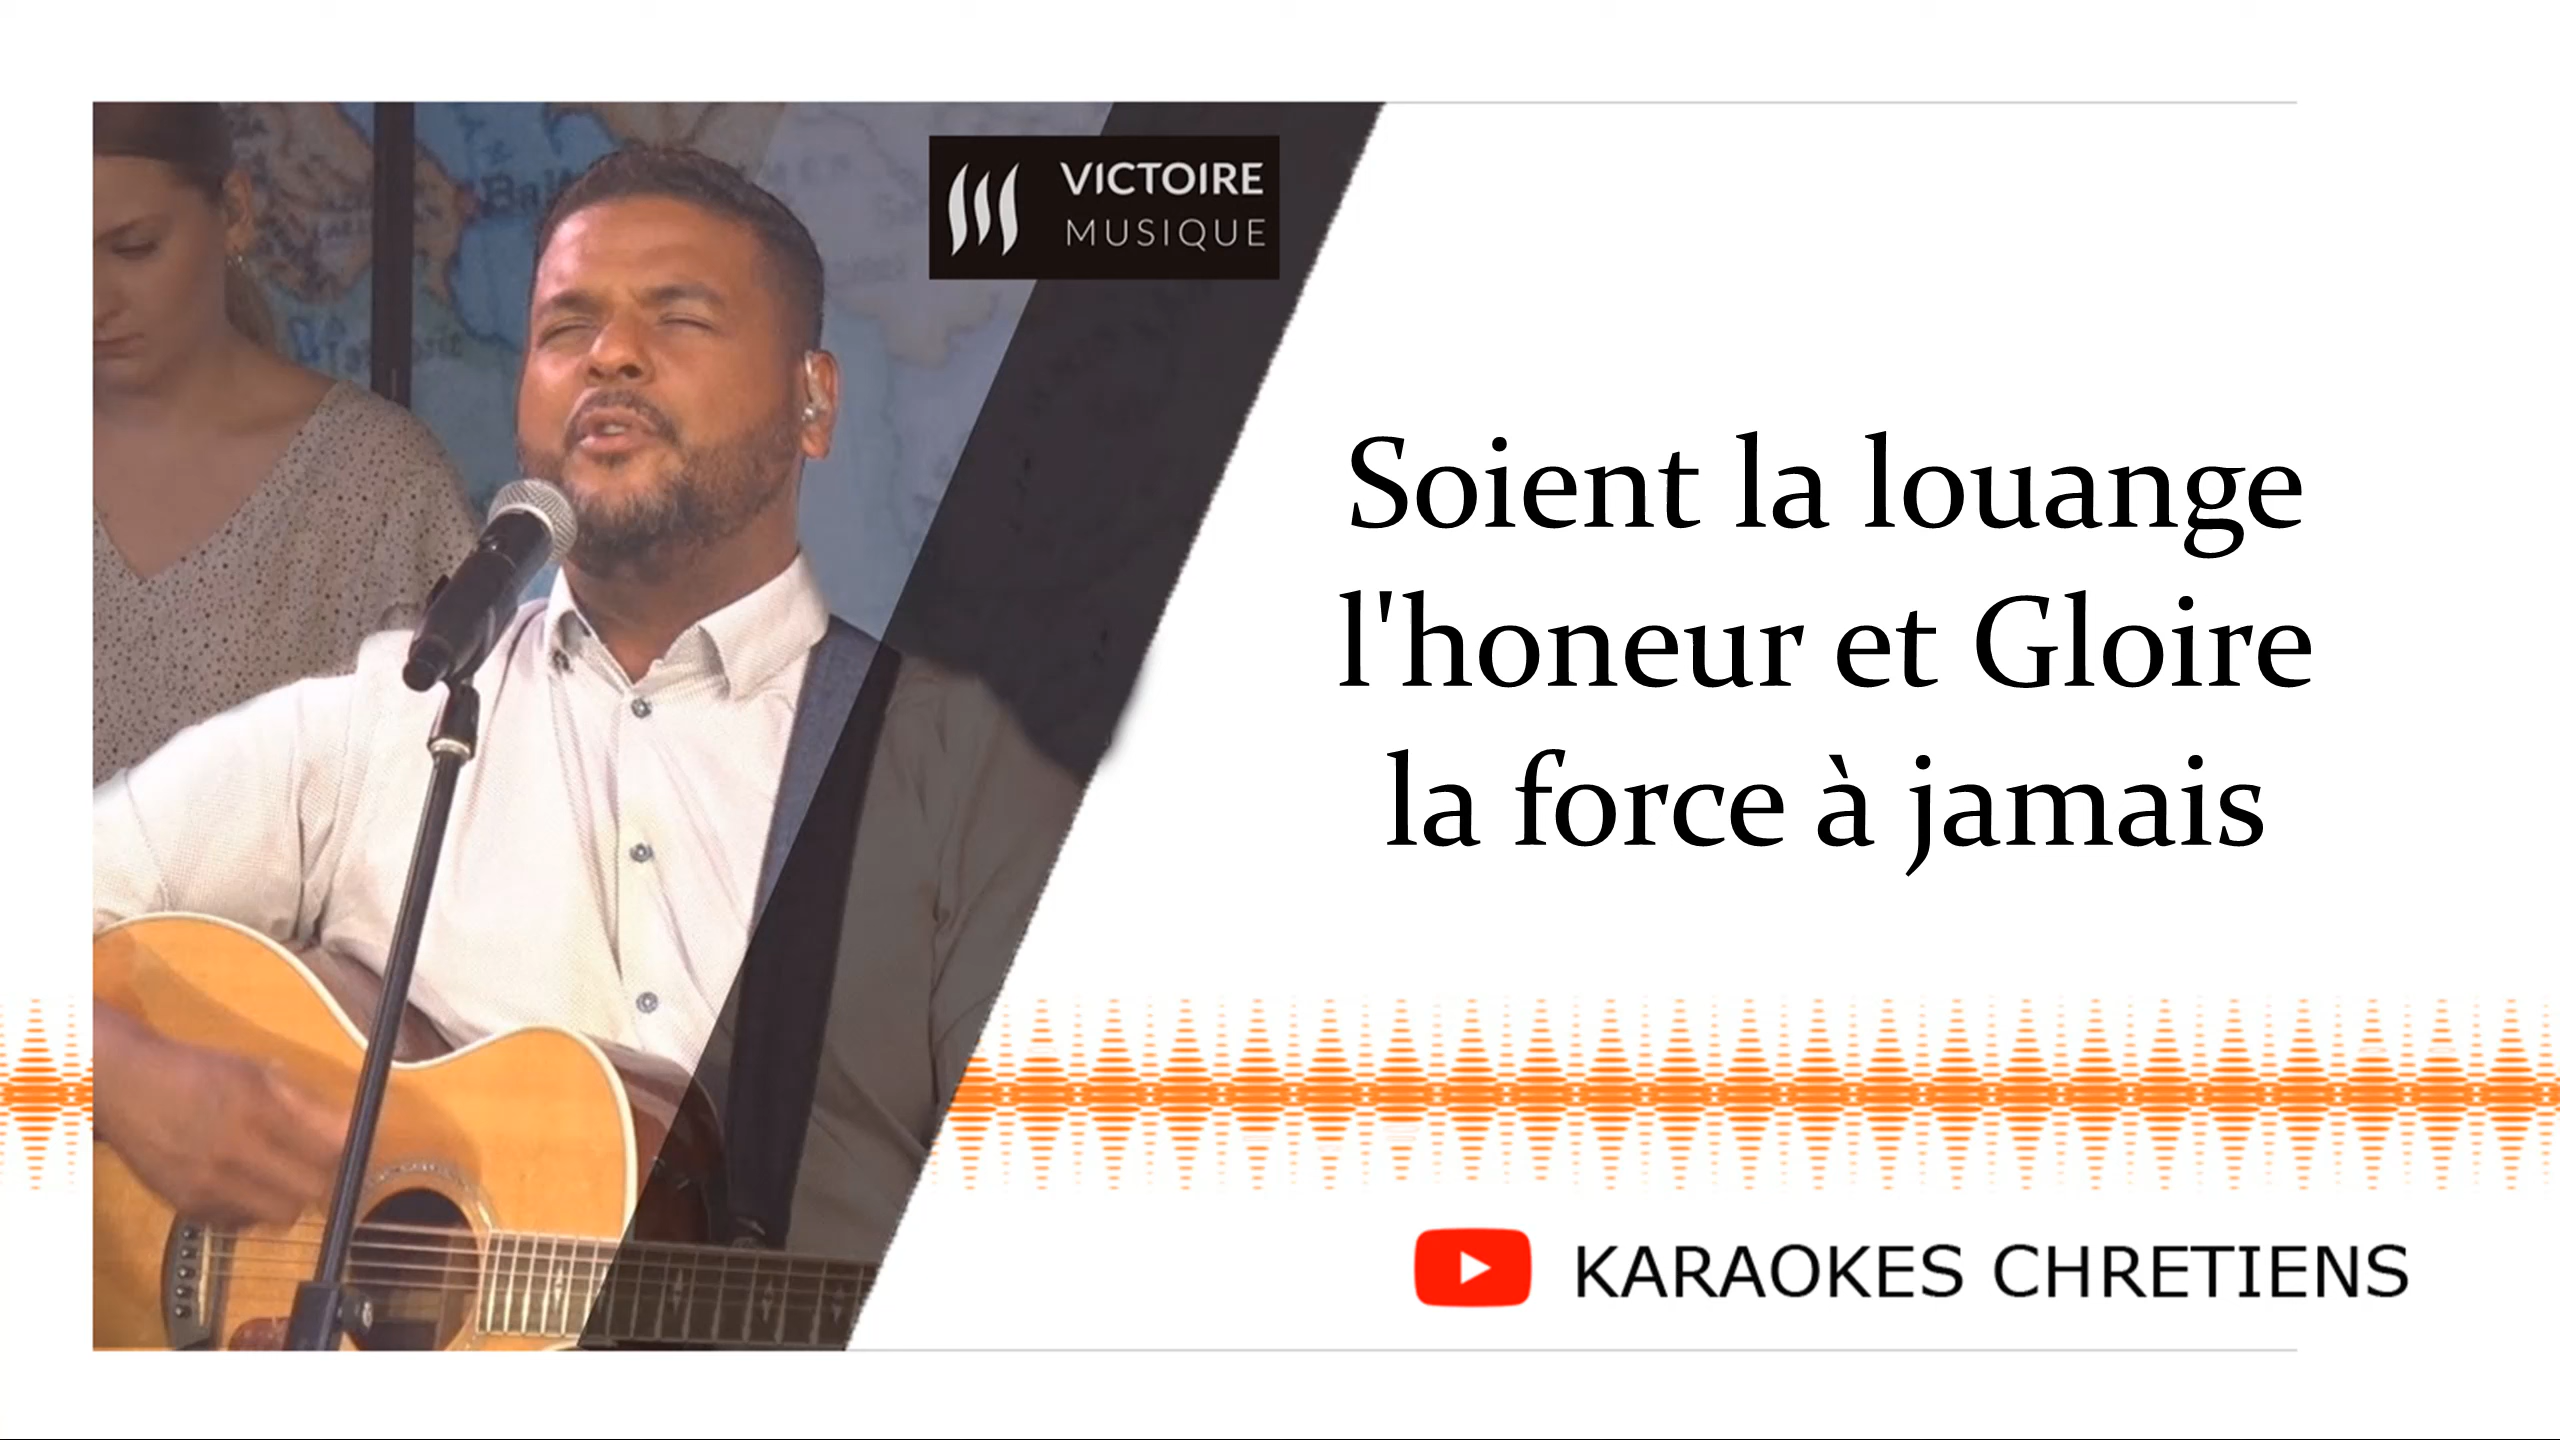 VICTOIRE
MUSIQUE
Soient la louange
l'honeur et Gloire
la force à jamais
KARAOKES CHRETIENS